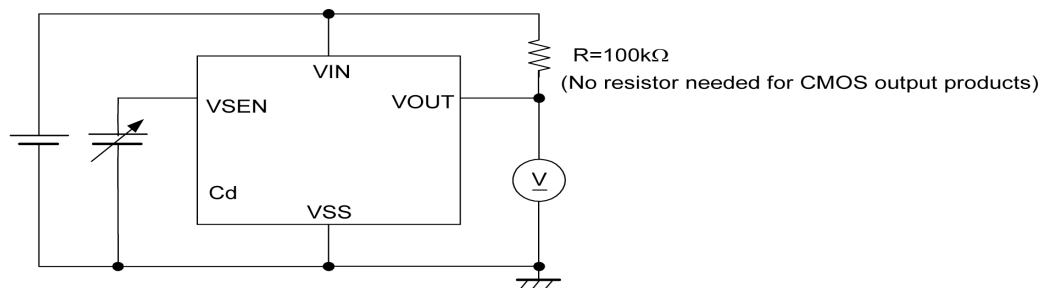 R=100kΩ
(No resistor needed for CMOS output products)
VIN
VSEN
VOUT
V
Cd
VSS